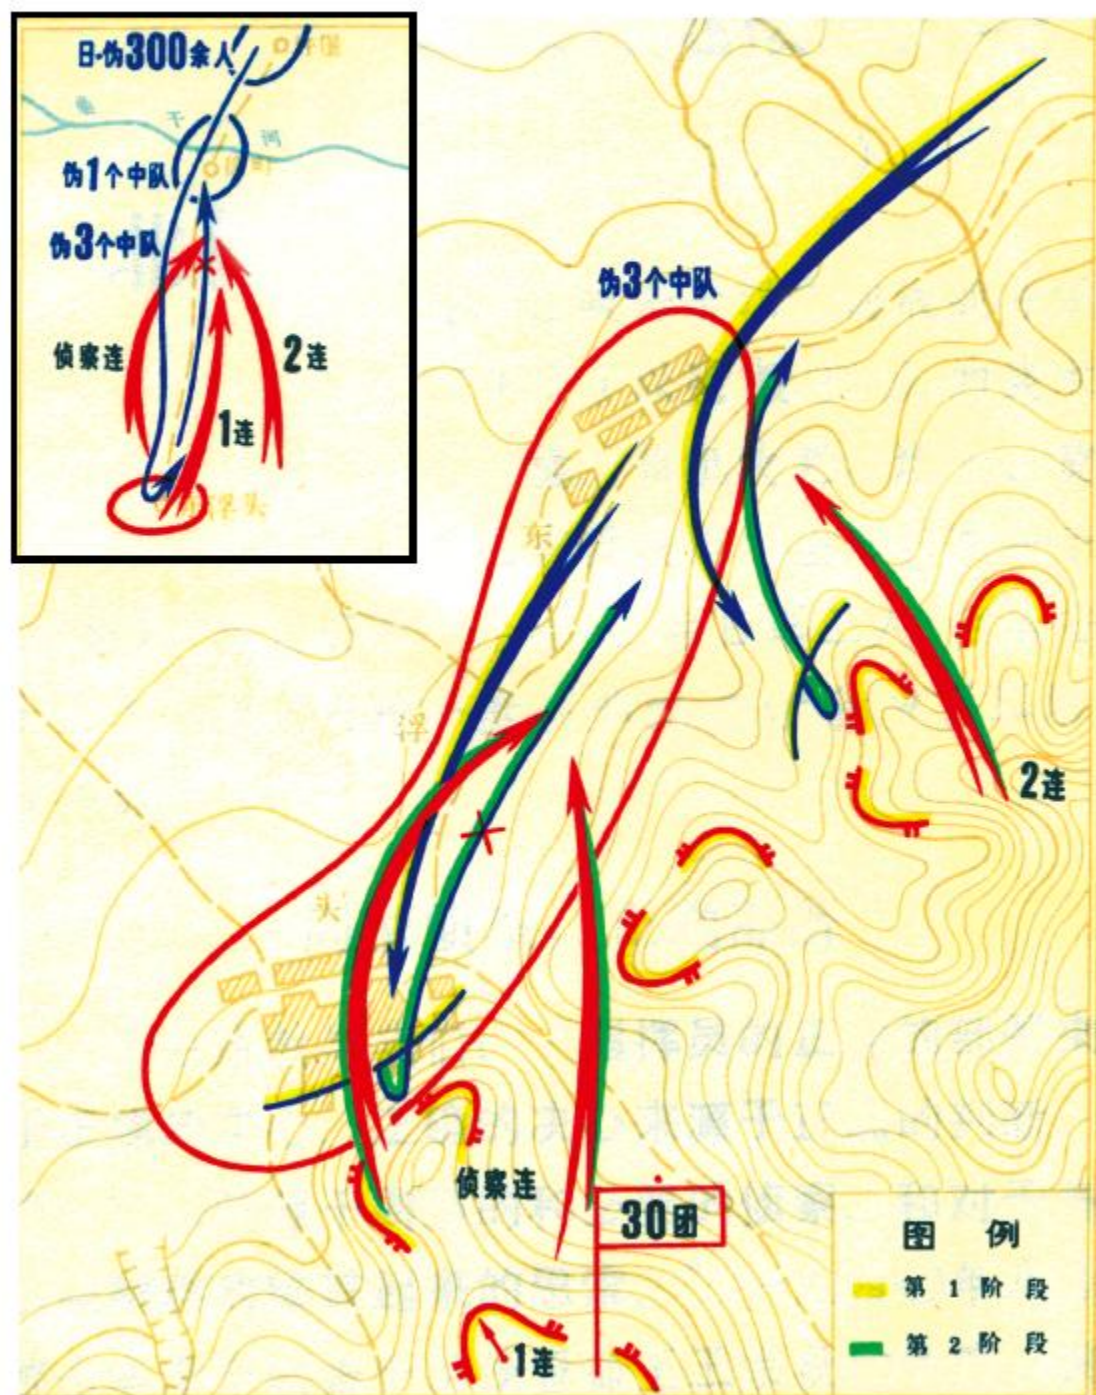 日·伪300余人
干
河
伪1个中队
伪3个中队
侦察连
2连
1连
浮头
伪3个中队
东
浮
头
2连
侦察连
30团
1连
图 例
第 1 阶 段
第 2 阶 段